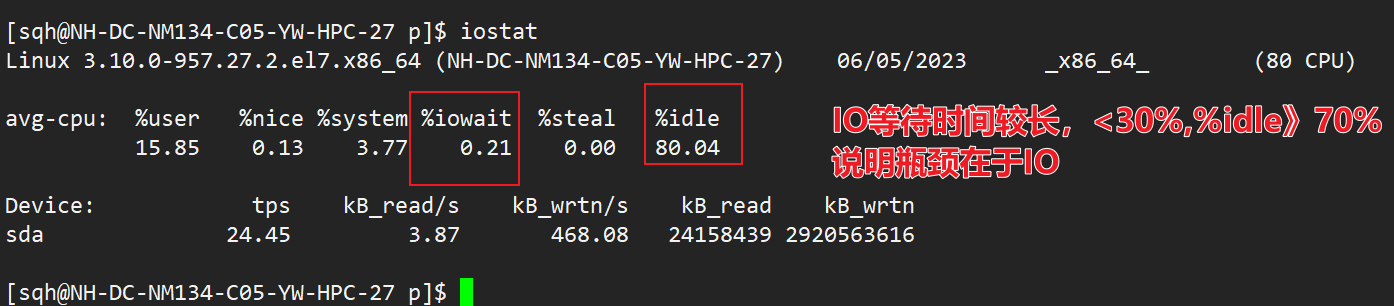 [sqh@NH-DC-NM134-C05-YW-HPC-27 p]$ iostat
Linux 3.10.0-957.27.2.el7.x86_64 (NH-DC-NM134-C05-YW-HPC-27) 06/05/2023 _x86_64_ (80 CPU)
avg-cpu: %user %nice %system %iowait %steal %idle
15.85 0.13 3.77 0.21 0.00 80.04
IO等待时间较长，<30%,%idle》70%
说明瓶颈在于IO
Device: tps kB_read/s kB_wrtn/s kB_read kB_wrtn
sda 24.45 3.87 468.08 24158439 2920563616
[sqh@NH-DC-NM134-C05-YW-HPC-27 p]$